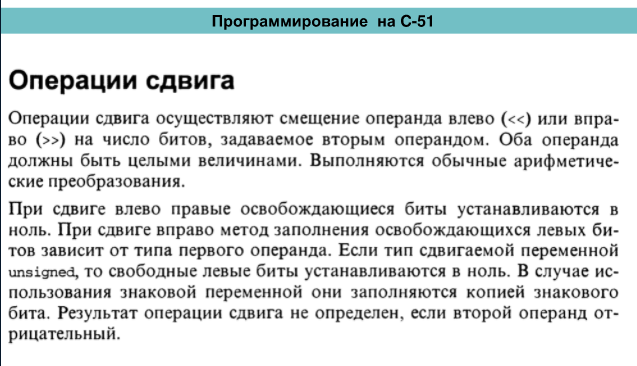 Программирование на С-51
Операции сдвига
Операции сдвига осуществляют смещение операнда влево (<<) или впра-
во (>>) на число битов, задаваемое вторым операндом. Оба операнда
должны быть целыми величинами. Выполняются обычные арифметиче-
ские преобразования.
При сдвиге влево правые освобождающиеся биты устанавливаются в
ноль. При сдвиге вправо метод заполнения освобождающихся левых би-
тов зависит от типа первого операнда. Если тип сдвигаемой переменной
unsigned, то свободные левые биты устанавливаются в ноль. В случае ис-
пользования знаковой переменной они заполняются копией знакового
бита. Результат операции сдвига не определен, если второй операнд от-
рицательный.